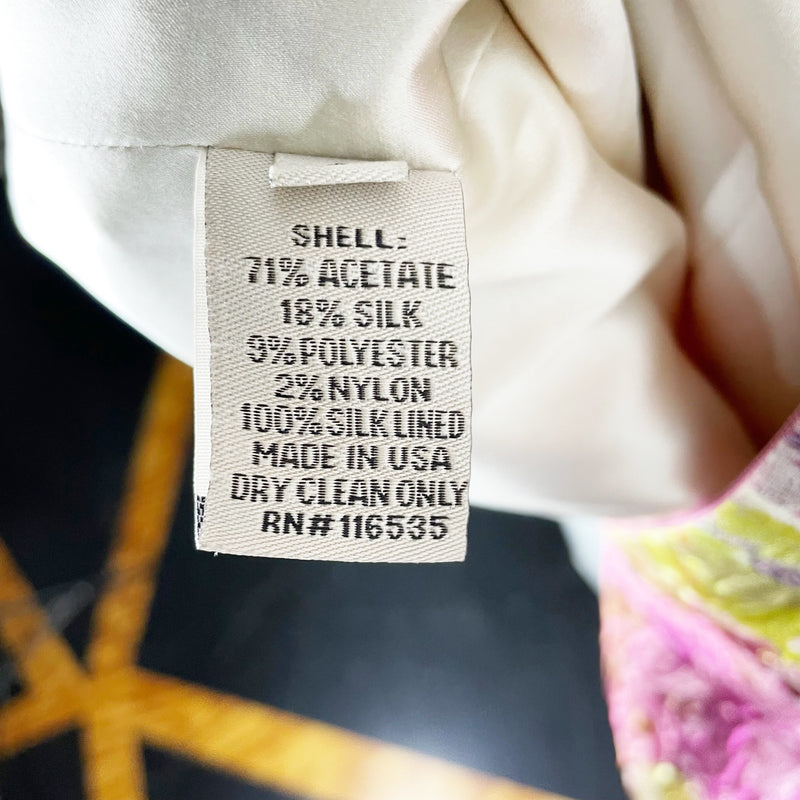 SHELL:
71% ACETATE
18% SILK
9% POLYESTER
2% NYLON
100% SILK LINED
MADE IN USA
DRY CLEAN ONLY
RN# 116535